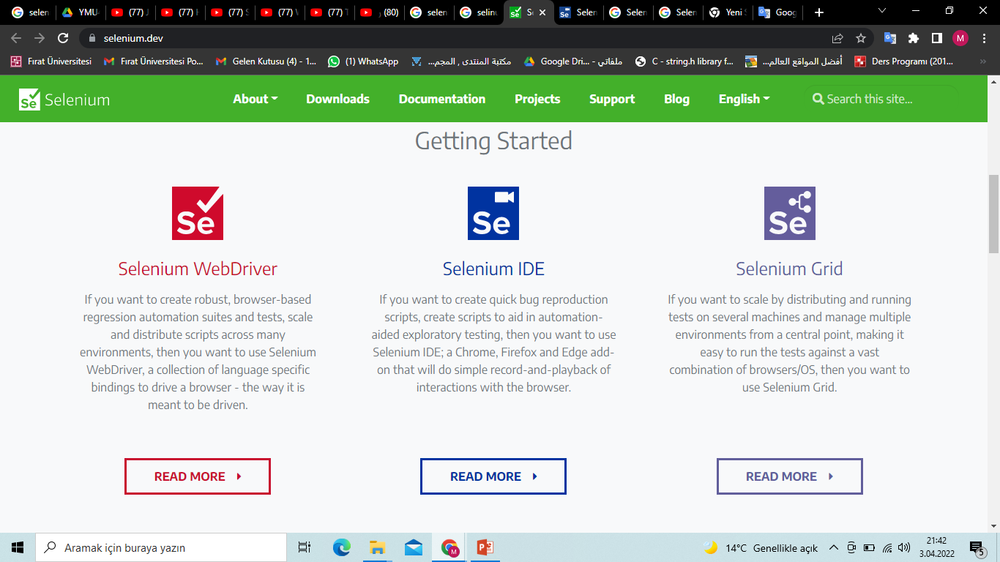 selen
YMU4
(77) J
(77) H
(77) S
(77) W
(77) T
(80)
selen
selinu
Se
Selen
Selen
Selen
Yeni S
Goog
selenium.dev
M
Fırat Üniversitesi
Fırat Üniversitesi Po...
Gelen Kutusu (4) - 1...
(1) WhatsApp
مكتبة المنتدى , المجم...
Google Dri... - ملفاتي
C - string.h library f...
أفضل المواقع العالم...
Ders Programı (201...
»
Se Selenium
About
Downloads
Documentation
Projects
Support
Blog
English
Search this site...
Getting Started
Se
Selenium WebDriver
If you want to create robust, browser-based
regression automation suites and tests, scale
and distribute scripts across many
environments, then you want to use Selenium
WebDriver, a collection of language specific
bindings to drive a browser - the way it is
meant to be driven.
READ MORE
Se
Selenium IDE
If you want to create quick bug reproduction
scripts, create scripts to aid in automation-
aided exploratory testing, then you want to use
Selenium IDE; a Chrome, Firefox and Edge add-
on that will do simple record-and-playback of
interactions with the browser.
READ MORE
Se
Selenium Grid
If you want to scale by distributing and running
tests on several machines and manage multiple
environments from a central point, making it
easy to run the tests against a vast
combination of browsers/OS, then you want to
use Selenium Grid.
READ MORE
Aramak için buraya yazın
M
14°C Genellikle açık
21:42
3.04.2022
5